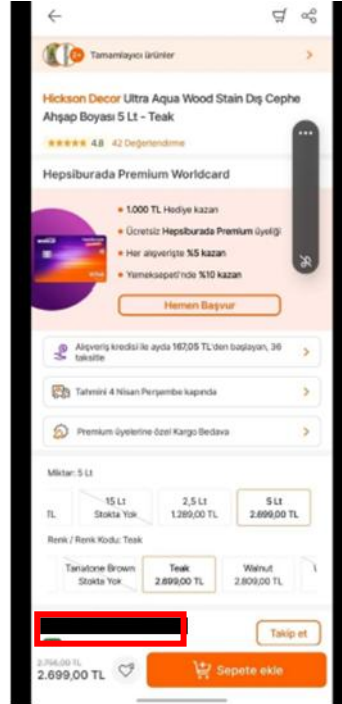 2+
Tamamlayıcı ürünler
Hickson Decor Ultra Aqua Wood Stain Dış Cephe
Ahşap Boyası 5 Lt - Teak
4.8 42 Değerlendirme
Hepsiburada Premium Worldcard
1.000 TL Hediye kazan
Ücretsiz Hepsiburada Premium üyeliği
Her alışverişte %5 kazan
Yemeksepeti'nde %10 kazan
Hemen Başvur
Alışveriş kredisi ile ayda 167,05 TL'den başlayan, 36
taksitle
Tahmini 4 Nisan Perşembe kapında
Premium üyelerine özel Kargo Bedava
Miktar: 5 Lt
TL
15 Lt
Stokta Yok
2,5 Lt
1.289,00 TL
5 Lt
2.699,00 TL
Renk / Renk Kodu: Teak
Tanatone Brown
Stokta Yok
Teak
2.699,00 TL
Walnut
2.809,00 TL
Takip et
2.699,00 TL
Sepete ekle